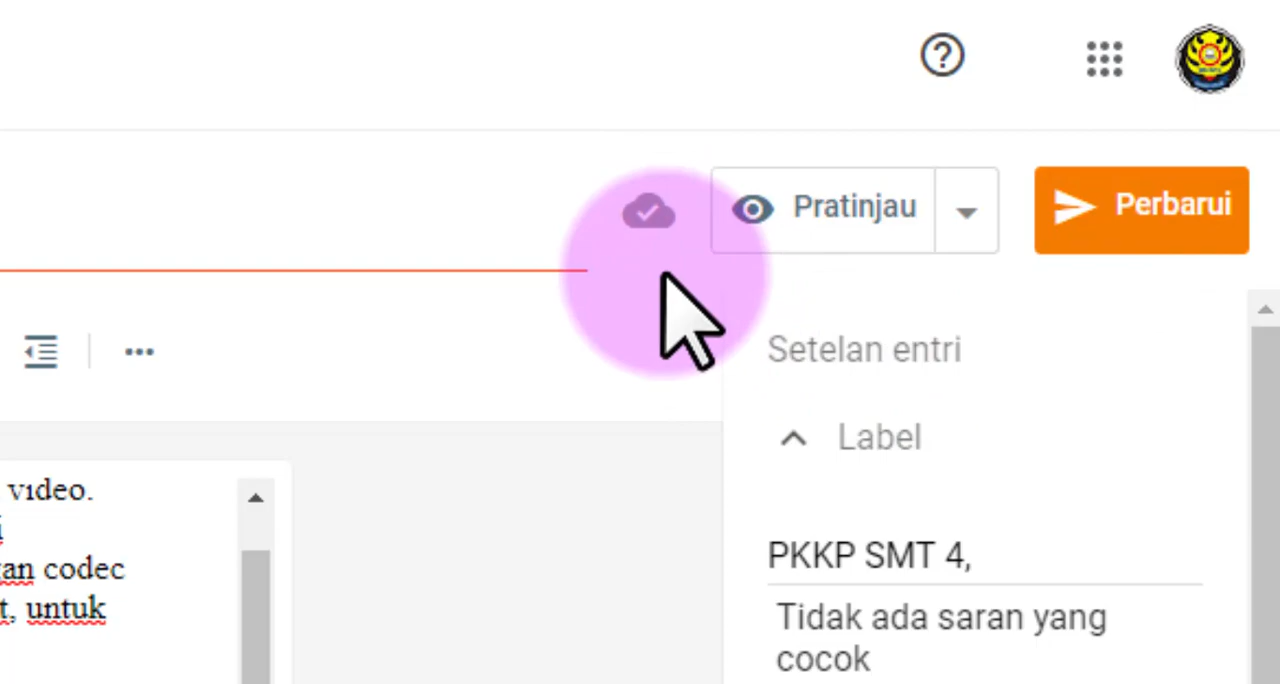 Pratinjau
Perbarui
Setelan entri
Label
video.
i
an codec
t, untuk
PKKP SMT 4,
Tidak ada saran yang
cocok